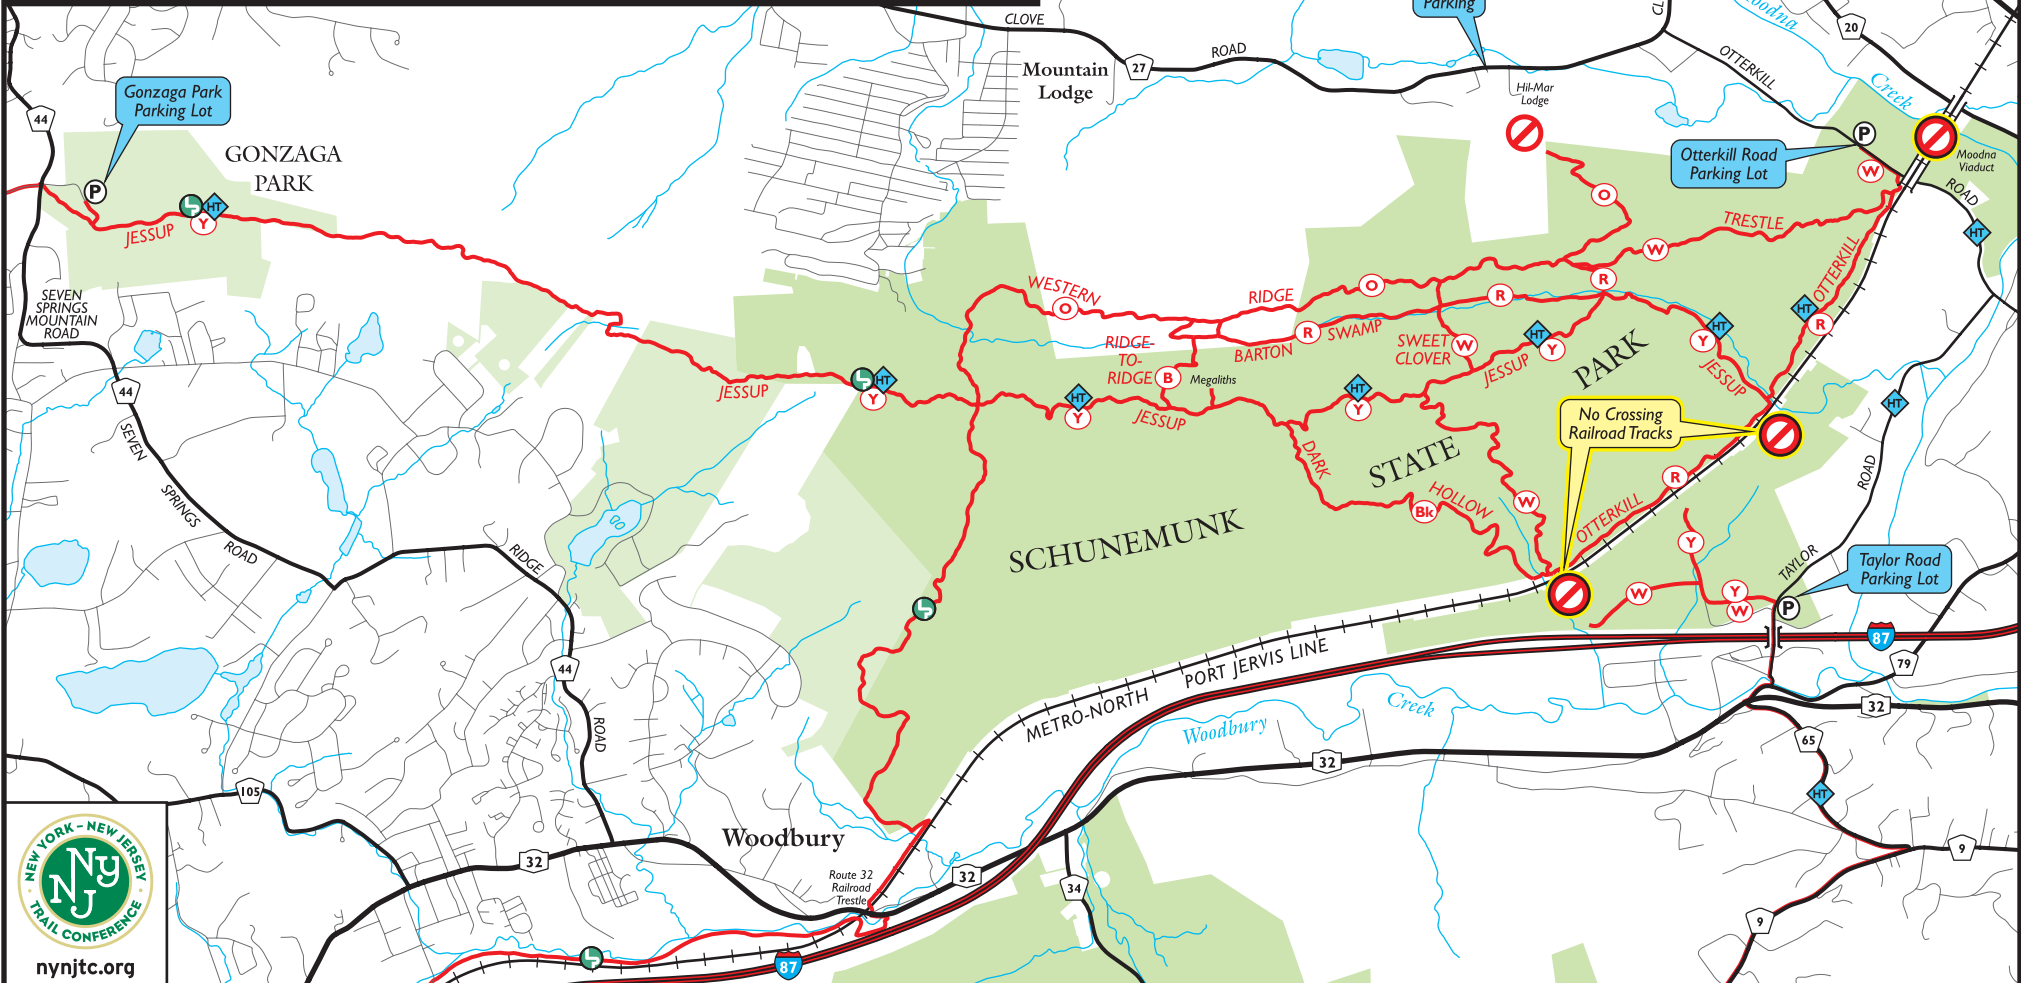 Parking
CLOVE
ROAD
27
Mountain
Lodge
Hil-Mar
Lodge
CL
OTTERKILL
oodna
Creek
20
Gonzaga Park
Parking Lot
44
P
GONZAGA
PARK
HT
Y
JESSUP
Otterkill Road
Parking Lot
P
W
Moodna
Viaduct
ROAD
HT
O
TRESTLE
W
OTTERKILL
SEVEN
SPRINGS
MOUNTAIN
ROAD
WESTERN
O
RIDGE
O
R
R
R
SWAMP
BARTON
RIDGE-
TO-
RIDGE
B
Megaliths
SWEET
CLOVER
W
HT
Y
JESSUP
PARK
HT
Y
JESSUP
HT
R
JESSUP
HT
Y
HT
Y
JESSUP
HT
Y
HT
44
SEVEN
SPRINGS
ROAD
RIDGE
44
ROAD
No Crossing
Railroad Tracks
DARK
HOLLOW
Bk
STATE
W
R
OTTERKILL
SCHUNEMUNK
ROAD
TAYLOR
Taylor Road
Parking Lot
P
Y
W
Y
W
87
79
32
65
HT
9
9
METRO-NORTH
PORT JERVIS LINE
Woodbury
Creek
32
105
32
Woodbury
Route 32
Railroad
Trestle
32
34
87
NEW YORK – NEW JERSEY
NY
NJ
TRAIL CONFERENCE
nynjtc.org